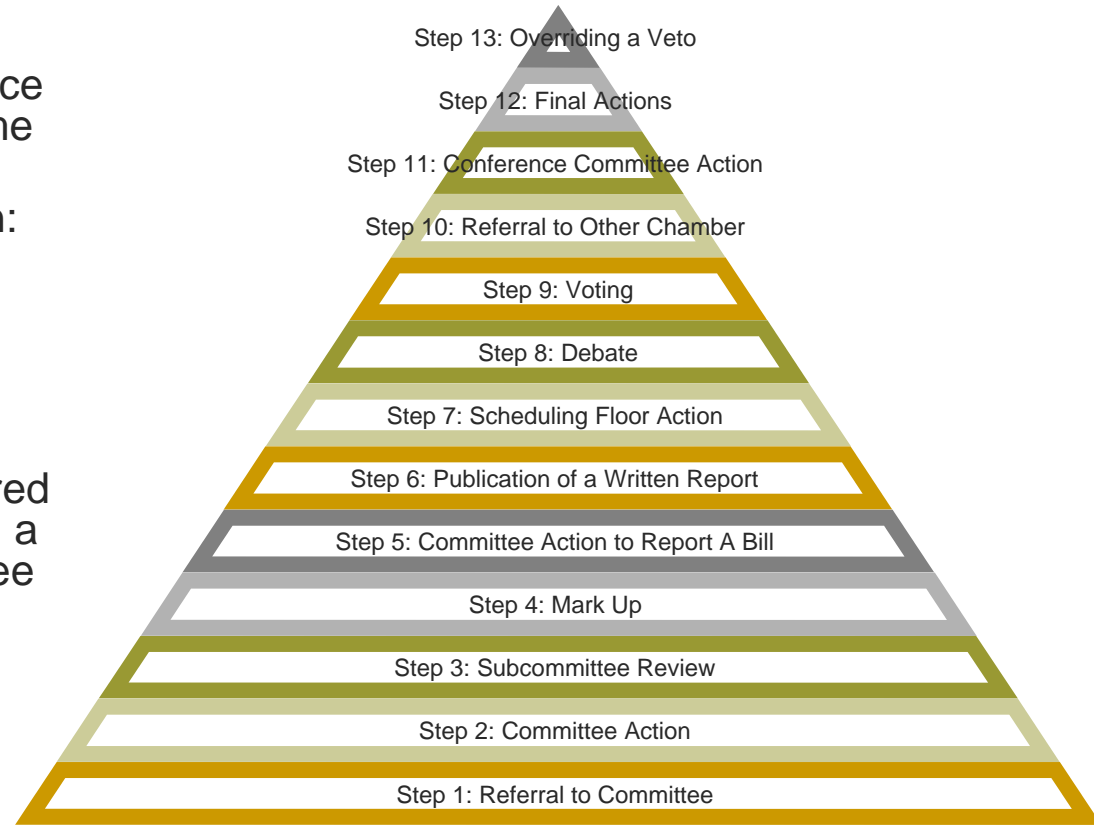 Step 13: Overriding a Veto
Step 12: Final Actions
Step 11: Conference Committee Action
Step 10: Referral to Other Chamber
Step 9: Voting
Step 8: Debate
Step 7: Scheduling Floor Action
Step 6: Publication of a Written Report
Step 5: Committee Action to Report A Bill
Step 4: Mark Up
Step 3: Subcommittee Review
Step 2: Committee Action
Step 1: Referral to Committee
a